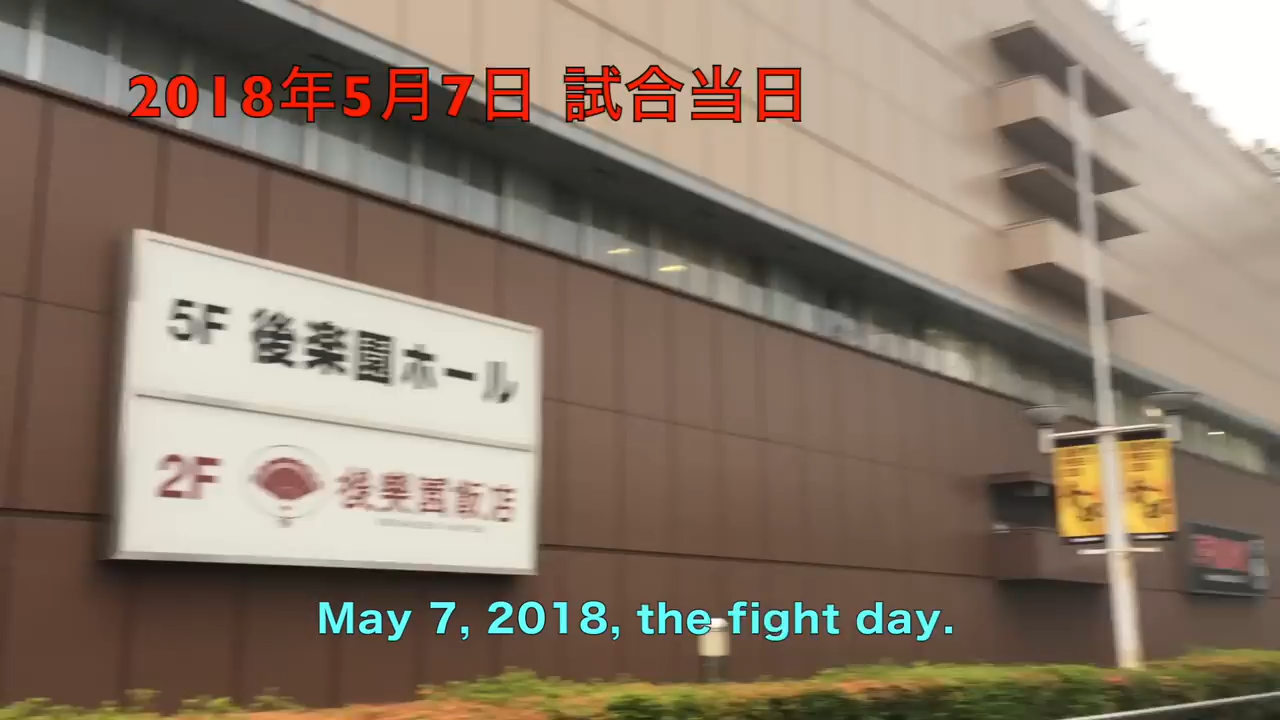 2018年5月7日 試合当日
5F 後楽園ホール
2F 後樂園飯店
May 7, 2018, the fight day.